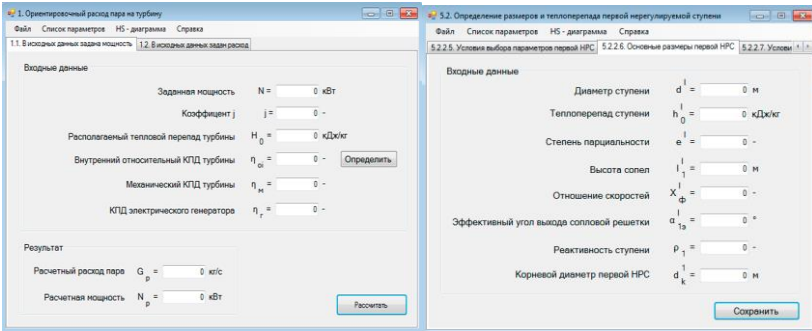 1. Ориентировочный расход пара на турбину
Файл Список параметров HS - диаграмма Справка
1.1. В исходных данных задана мощность 1.2. В исходных данных задан расход
Входные данные
Заданная мощность N = 0 кВт
Коэффицент j j = 0 -
Располагаемый тепловой перепад турбины H 0 = 0 кДж/кг
Внутренний относительный КПД турбины η oi = 0 - Определить
Механический КПД турбины η м = 0 -
КПД электрического генератора η г = 0 -
Результат
Расчетный расход пара G р = 0 кг/с
Расчетная мощность N р = 0 кВт
Рассчитать
5.2. Определение размеров и теплоперепада первой нерегулируемой ступени
Файл Список параметров HS - диаграмма Справка
5.2.2.5. Условия выбора параметров первой НРС 5.2.2.6. Основные размеры первой НРС 5.2.2.7. Услови
Входные данные
Диаметр ступени d I = 0 м
Теплоперепад ступени h 0 I = 0 кДж/кг
Степень парциальности e I = 0 -
Высота сопел l 1 I = 0 м
Отношение скоростей X ф I = 0 -
Эффективный угол выхода сопловой решетки α 1э I = 0 °
Реактивность ступени ρ 1 = 0 -
Корневой диаметр первой НРС d k 1 = 0 м
Сохранить